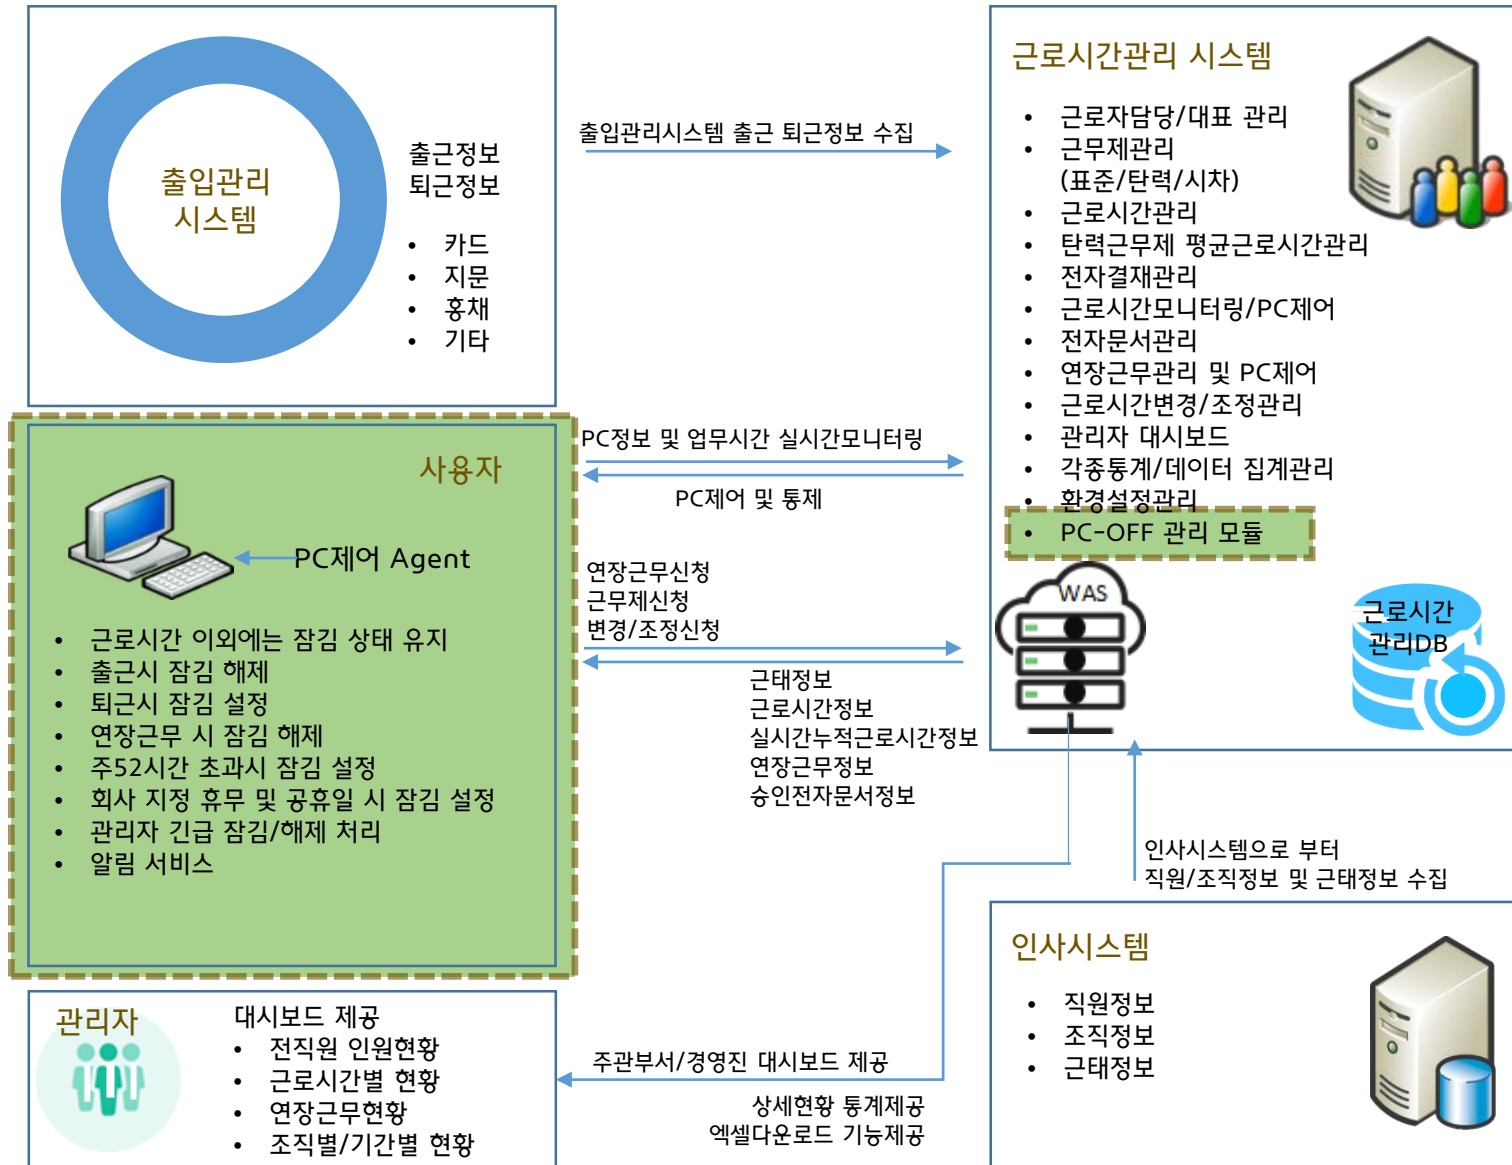 출입관리
시스템
출근정보
퇴근정보
• 카드
• 지문
• 홍채
• 기타
출입관리시스템 출근 퇴근정보 수집
근로시간관리 시스템
• 근로자담당/대표 관리
• 근무제관리
(표준/탄력/시차)
• 근로시간관리
• 탄력근무제 평균근로시간관리
• 전자결재관리
• 근로시간모니터링/PC제어
• 전자문서관리
• 연장근무관리 및 PC제어
• 근로시간변경/조정관리
• 관리자 대시보드
• 각종통계/데이터 집계관리
• 환경설정관리
• PC-OFF 관리 모듈
WAS
근로시간
관리DB
사용자
PC제어 Agent
• 근로시간 이외에는 잠김 상태 유지
• 출근시 잠김 해제
• 퇴근시 잠김 설정
• 연장근무 시 잠김 해제
• 주52시간 초과시 잠김 설정
• 회사 지정 휴무 및 공휴일 시 잠김 설정
• 관리자 긴급 잠김/해제 처리
• 알림 서비스
PC정보 및 업무시간 실시간모니터링
PC제어 및 통제
연장근무신청
근무제신청
변경/조정신청
근태정보
근로시간정보
실시간누적근로시간정보
연장근무정보
승인전자문서정보
인사시스템으로 부터
직원/조직정보 및 근태정보 수집
인사시스템
• 직원정보
• 조직정보
• 근태정보
관리자
대시보드 제공
• 전직원 인원현황
• 근로시간별 현황
• 연장근무현황
• 조직별/기간별 현황
주관부서/경영진 대시보드 제공
상세현황 통계제공
엑셀다운로드 기능제공